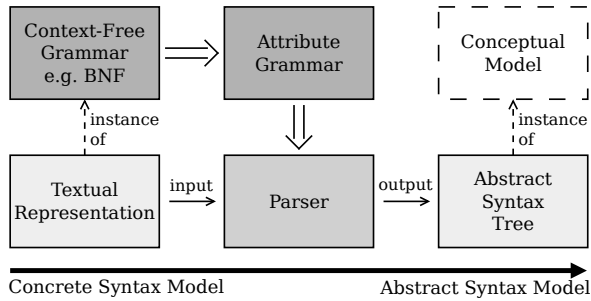 Context-Free
Grammar
e.g. BNF
Attribute
Grammar
Conceptual
Model
instance
of
instance
of
Textual
Representation
input
Parser
output
Abstract
Syntax
Tree
Concrete Syntax Model
Abstract Syntax Model